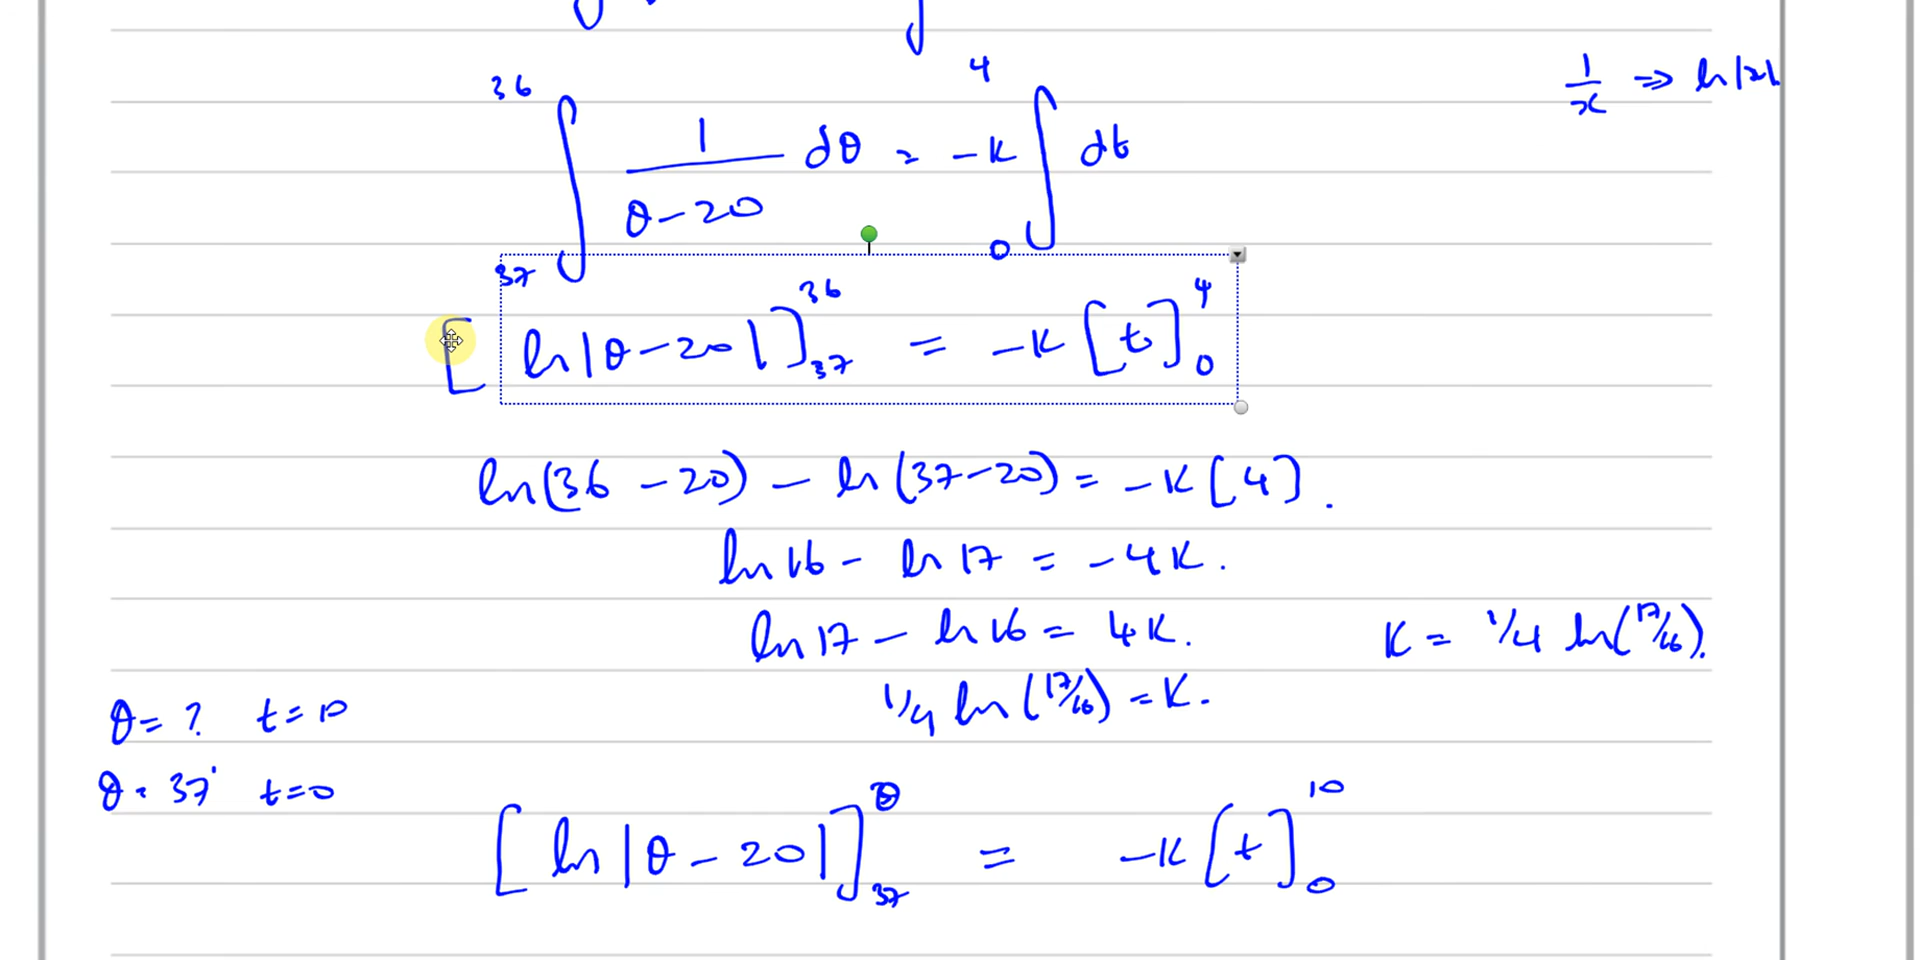 1/x ⇒ ln|x|
∫₃₇³⁶ 1/(θ-20) dθ = -k ∫₀⁴ dt
[ln|θ-20|]₃₇³⁶ = -k[t]₀⁴
ln(36-20) - ln(37-20) = -k[4].
ln 16 - ln 17 = -4k.
ln 17 - ln 16 = 4k. k = 1/4 ln(17/16).
1/4 ln(17/16) = k.
θ = ? t = 10
θ = 37° t = 0
[ln|θ-20|]₃₇^θ = -k[t]₀¹⁰